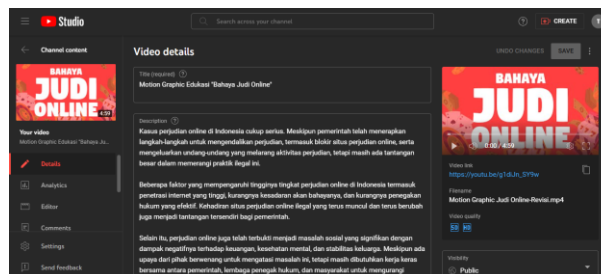 Studio
Search across your channel
CREATE
Channel content
Video details
UNDO CHANGES
SAVE
BAHAYA
JUDI
ONLINE
4:59
Your video
Motion Graphic Edukasi "Bahaya Ju...
Details
Analytics
Editor
Comments
Settings
Send feedback
Title (required)
Motion Graphic Edukasi "Bahaya Judi Online"
Description
Kasus perjudian online di Indonesia cukup serius. Meskipun pemerintah telah menerapkan
langkah-langkah untuk mengendalikan perjudian, termasuk blokir situs perjudian online, serta
mengeluarkan undang-undang yang melarang aktivitas perjudian, tetapi masih ada tantangan
besar dalam memerangi praktik ilegal ini.
Beberapa faktor yang mempengaruhi tingginya tingkat perjudian online di Indonesia termasuk
penetrasi internet yang tinggi, kurangnya kesadaran akan bahayanya, dan kurangnya penegakan
hukum yang efektif. Kehadiran situs perjudian online ilegal yang terus muncul dan terus berubah
juga menjadi tantangan tersendiri bagi pemerintah.
Selain itu, perjudian online juga telah terbukti menjadi masalah sosial yang signifikan dengan
dampak negatifnya terhadap keuangan, kesehatan mental, dan stabilitas keluarga. Meskipun ada
upaya dari pihak berwenang untuk mengatasi masalah ini, tetapi masih dibutuhkan kerja keras
bersama antara pemerintah, lembaga penegak hukum, dan masyarakat untuk mengurangi
BAHAYA
JUDI
ONLINE
0:00 / 4:59
Video link
Filename
Motion Graphic Judi Online-Revisi.mp4
Video quality
SD HD
Visibility
Public